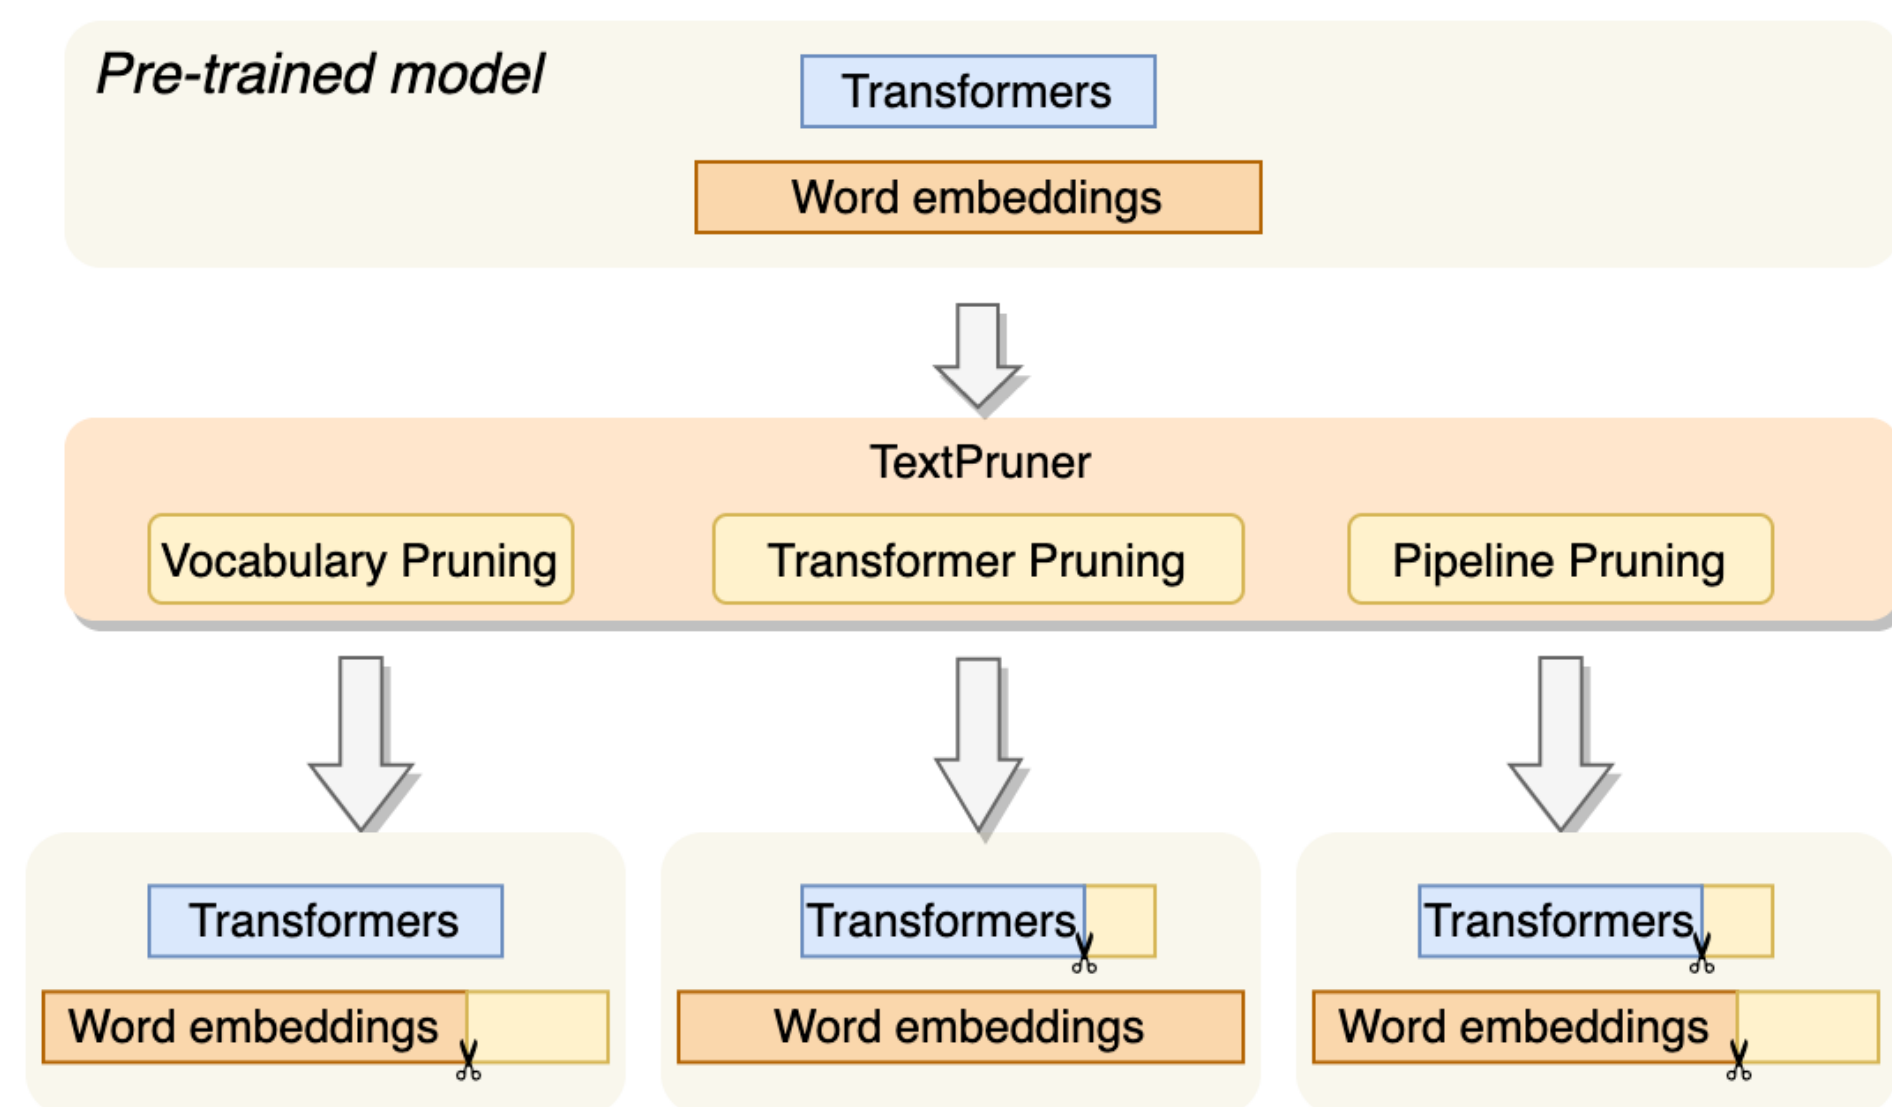 Pre-trained model
Transformers
Word embeddings
TextPruner
Vocabulary Pruning
Transformer Pruning
Pipeline Pruning
Transformers
Word embeddings
Transformers
Word embeddings
Transformers
Word embeddings